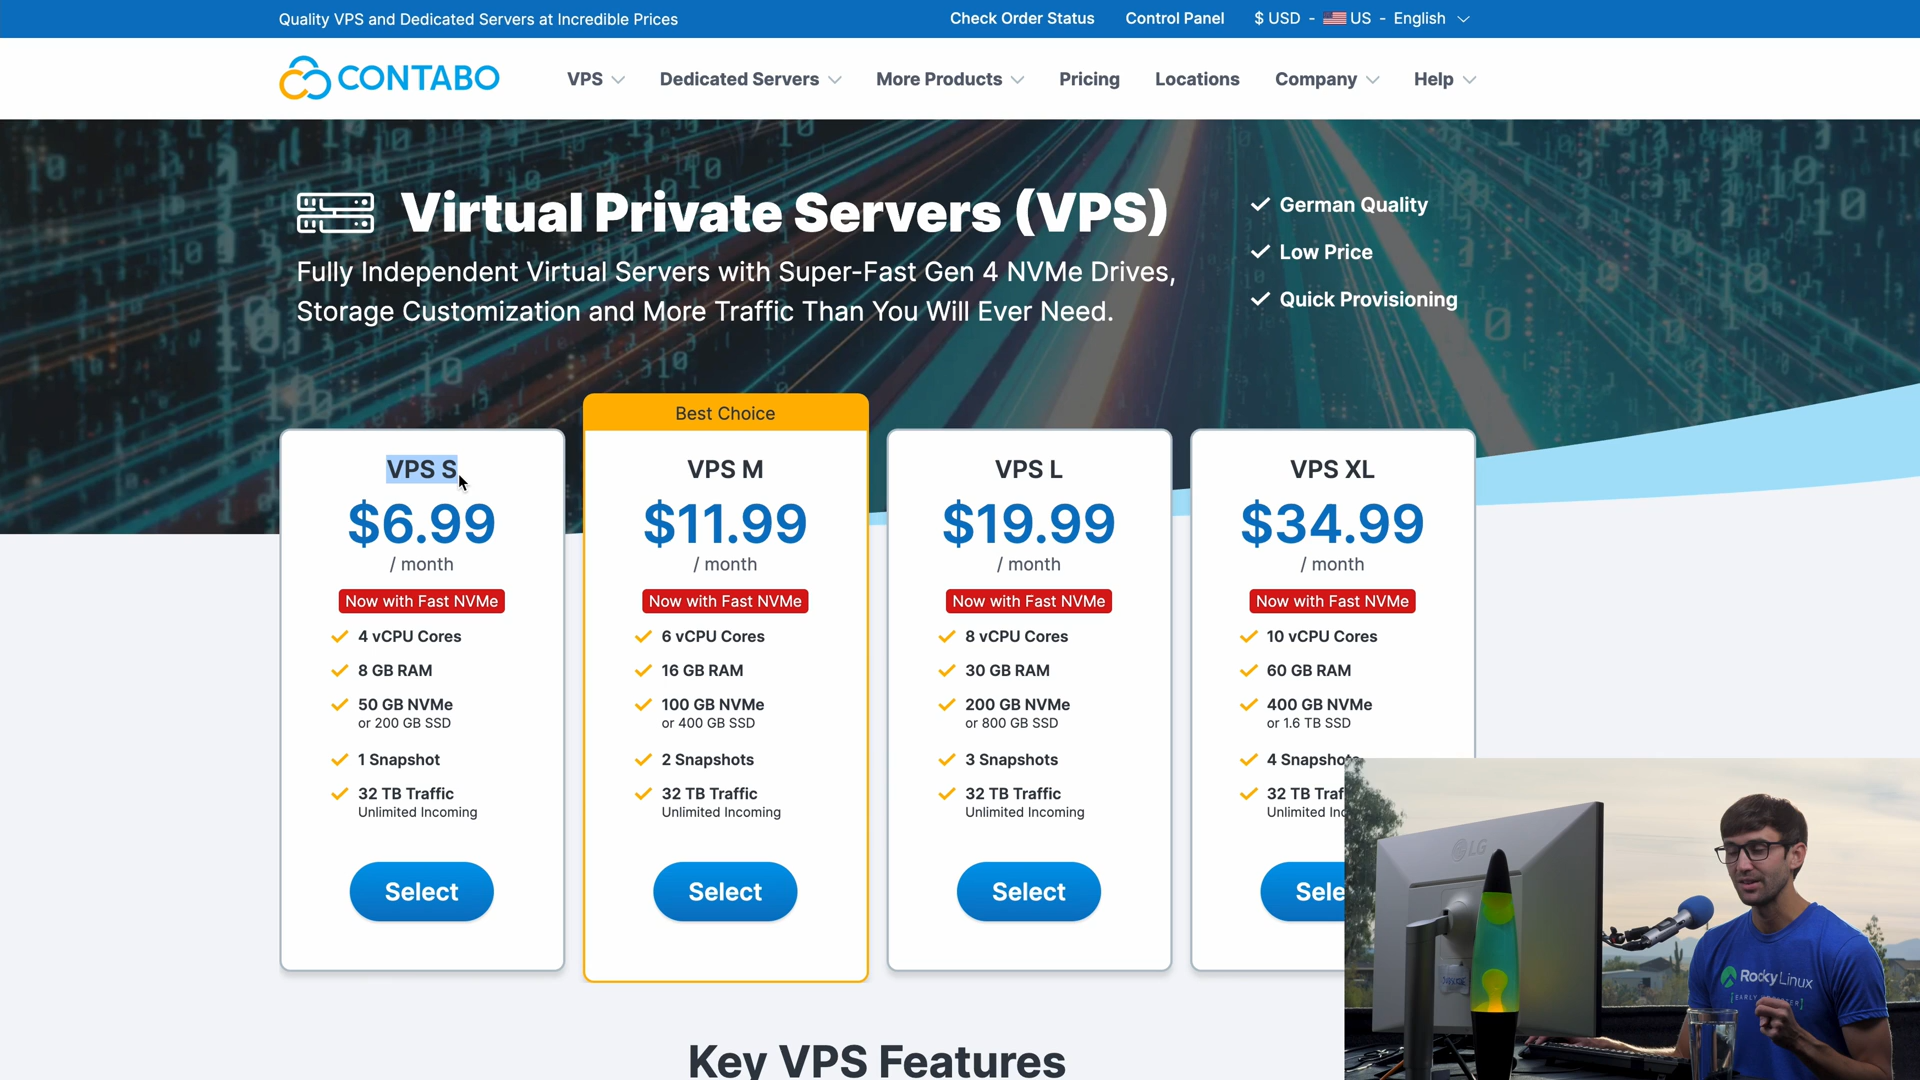 Quality VPS and Dedicated Servers at Incredible Prices
Check Order Status
Control Panel
$ USD - US - English
CONTABO
VPS
Dedicated Servers
More Products
Pricing
Locations
Company
Help
Virtual Private Servers (VPS)
Fully Independent Virtual Servers with Super-Fast Gen 4 NVMe Drives,
Storage Customization and More Traffic Than You Will Ever Need.
German Quality
Low Price
Quick Provisioning
VPS S
$6.99
/ month
Now with Fast NVMe
4 vCPU Cores
8 GB RAM
50 GB NVMe
or 200 GB SSD
1 Snapshot
32 TB Traffic
Unlimited Incoming
Select
Best Choice
VPS M
$11.99
/ month
Now with Fast NVMe
6 vCPU Cores
16 GB RAM
100 GB NVMe
or 400 GB SSD
2 Snapshots
32 TB Traffic
Unlimited Incoming
Select
VPS L
$19.99
/ month
Now with Fast NVMe
8 vCPU Cores
30 GB RAM
200 GB NVMe
or 800 GB SSD
3 Snapshots
32 TB Traffic
Unlimited Incoming
Select
VPS XL
$34.99
/ month
Now with Fast NVMe
10 vCPU Cores
60 GB RAM
400 GB NVMe
or 1.6 TB SSD
4 Snapshots
32 TB Traf
Unlimited Inc
Sele
Key VPS Features
LG
Rocky Linux